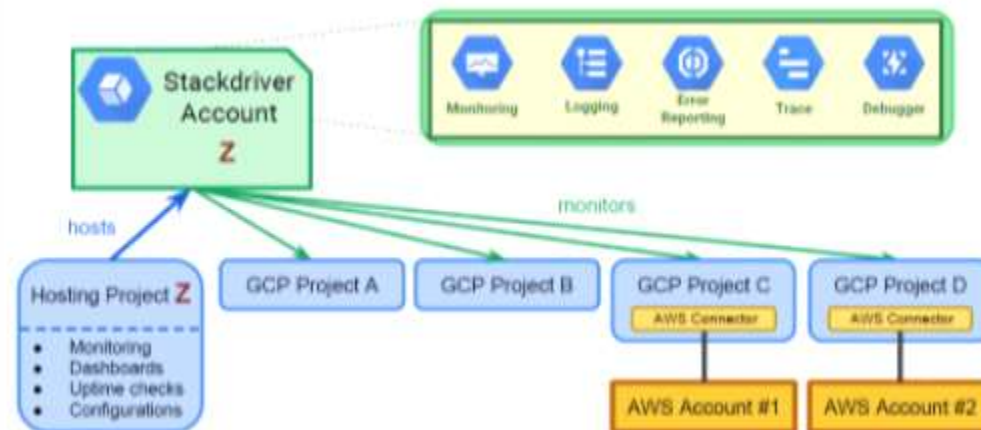 Stackdriver
Account
Z
Monitoring
Logging
Error
Reporting
Trace
Debugger
hosts
monitors
Hosting Project Z
GCP Project A
GCP Project B
GCP Project C
GCP Project D
AWS Connector
AWS Connector
• Monitoring
• Dashboards
• Uptime checks
• Configurations
AWS Account #1
AWS Account #2